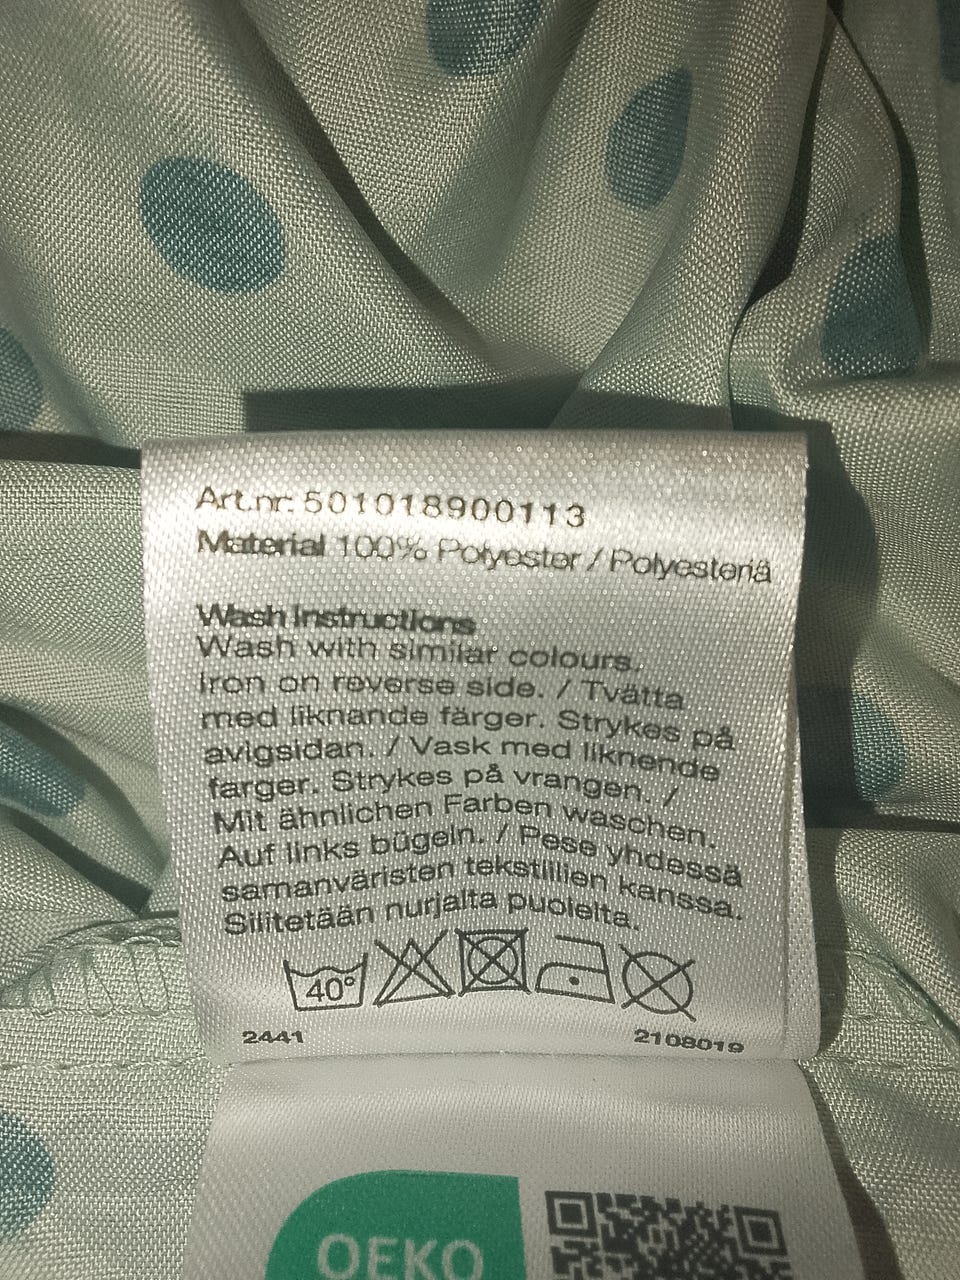 Art.nr: 501018900113
Material 100% Polyester / Polyesteriä
Wash Instructions
Wash with similar colours.
Iron on reverse side. / Tvätta
med liknande färger. Strykes på
avigsidan. / Vask med liknende
farger. Strykes på vrangen. /
Mit ähnlichen Farben waschen.
Auf links bügeln. / Pese yhdessä
samanväristen tekstiilien kanssa.
Silitetään nurjalta puolelta.
40°
2441 2108019
OEKO